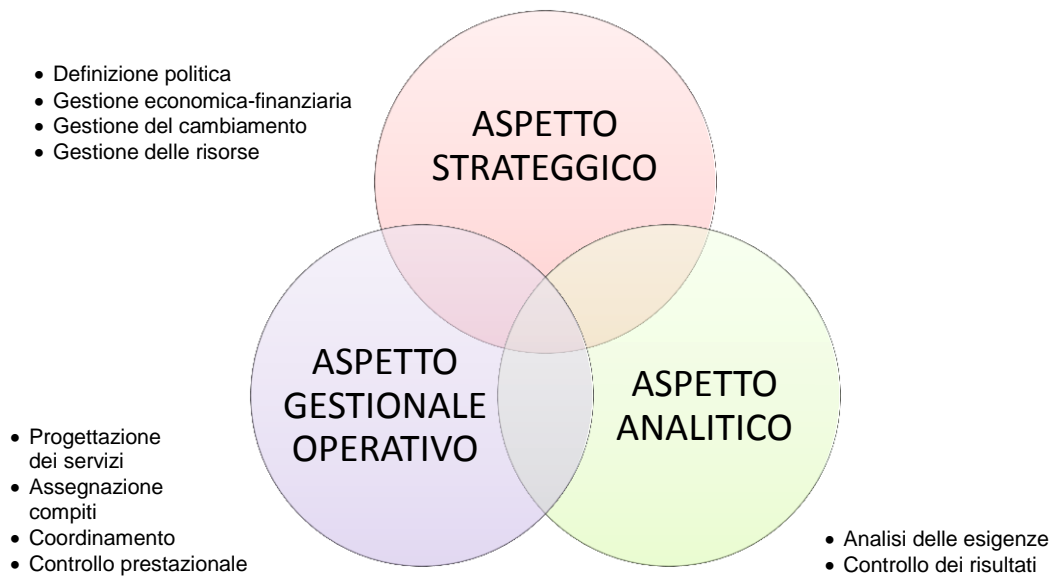 • Definizione politica
• Gestione economica-finanziaria
• Gestione del cambiamento
• Gestione delle risorse
ASPETTO
STRATEGGICO
ASPETTO
GESTIONALE
OPERATIVO
ASPETTO
ANALITICO
• Progettazione
dei servizi
• Assegnazione
compiti
• Coordinamento
• Controllo prestazionale
• Analisi delle esigenze
• Controllo dei risultati